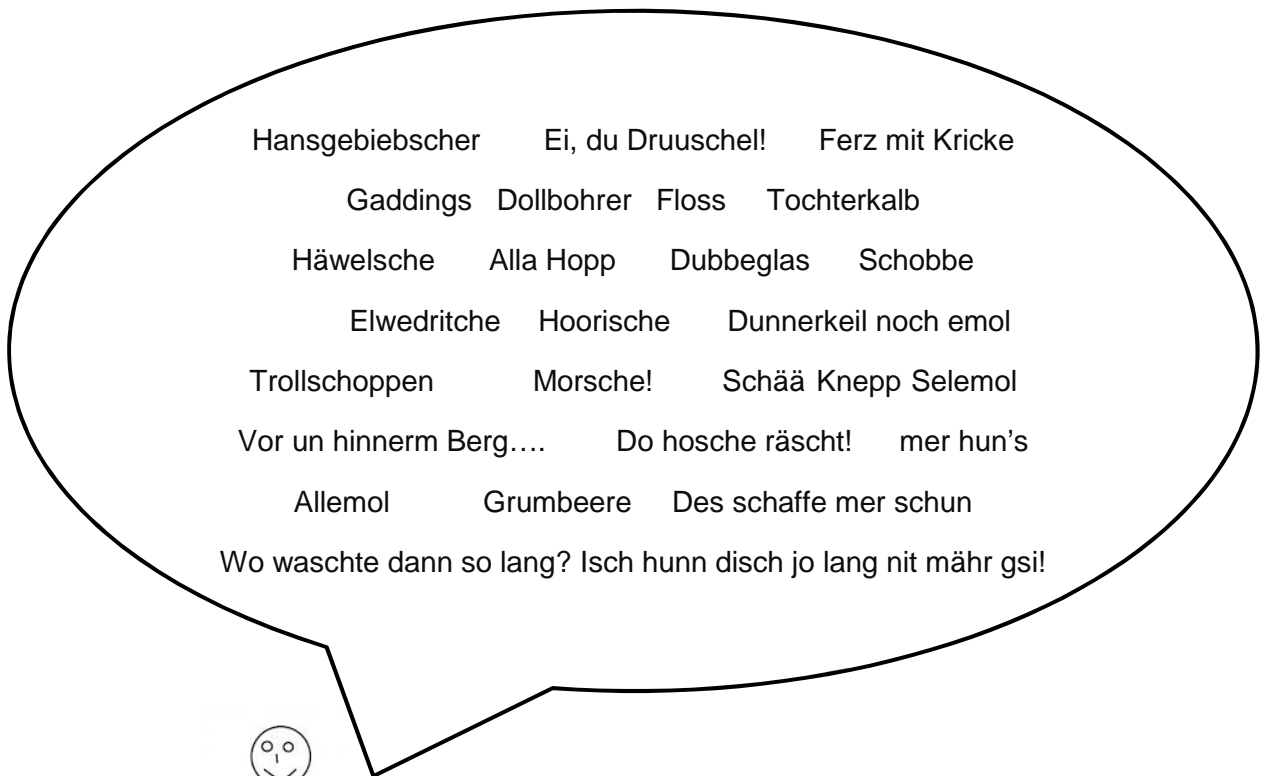 Hansgebiebscher Ei, du Druuschel! Ferz mit Kricke
Gaddings Dollbohrer Floss Tochterkalb
Häwelsche Alla Hopp Dubbeglas Schobbe
Elwedritche Hoorische Dunnerkeil noch emol
Trollschoppen Morsche! Schää Knepp Selemol
Vor un hinnerm Berg…. Do hosche räscht! mer hun’s
Allemol Grumbeere Des schaffe mer schun
Wo waschte dann so lang? Isch hunn disch jo lang nit mähr gsi!